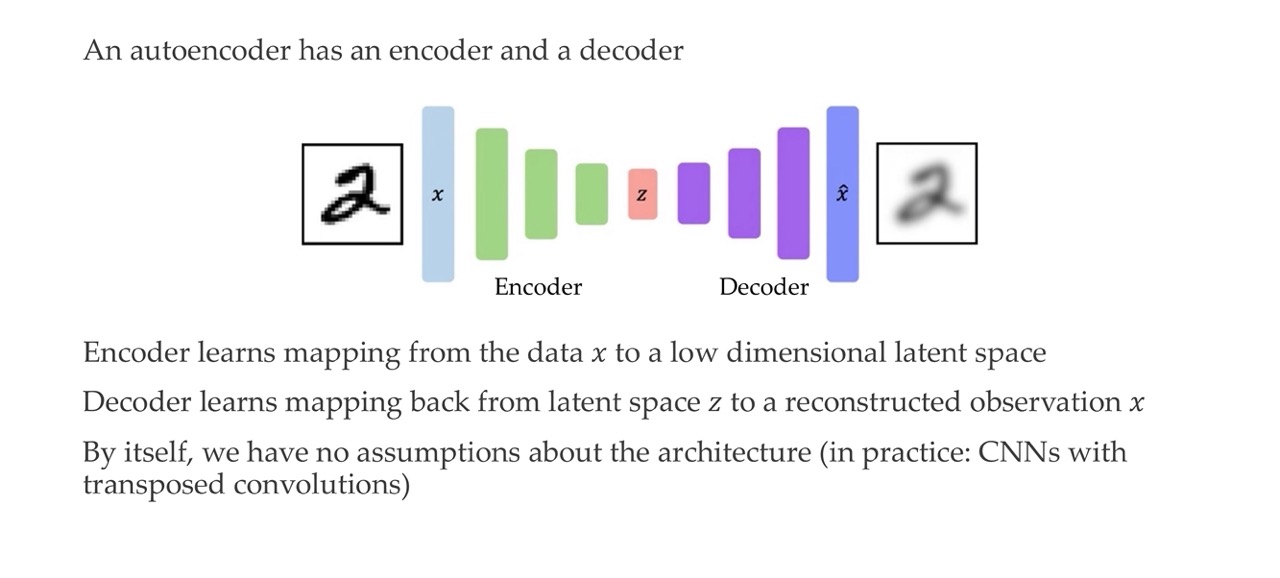 An autoencoder has an encoder and a decoder
x
z
x̂
Encoder
Decoder
Encoder learns mapping from the data x to a low dimensional latent space
Decoder learns mapping back from latent space z to a reconstructed observation x
By itself, we have no assumptions about the architecture (in practice: CNNs with
transposed convolutions)